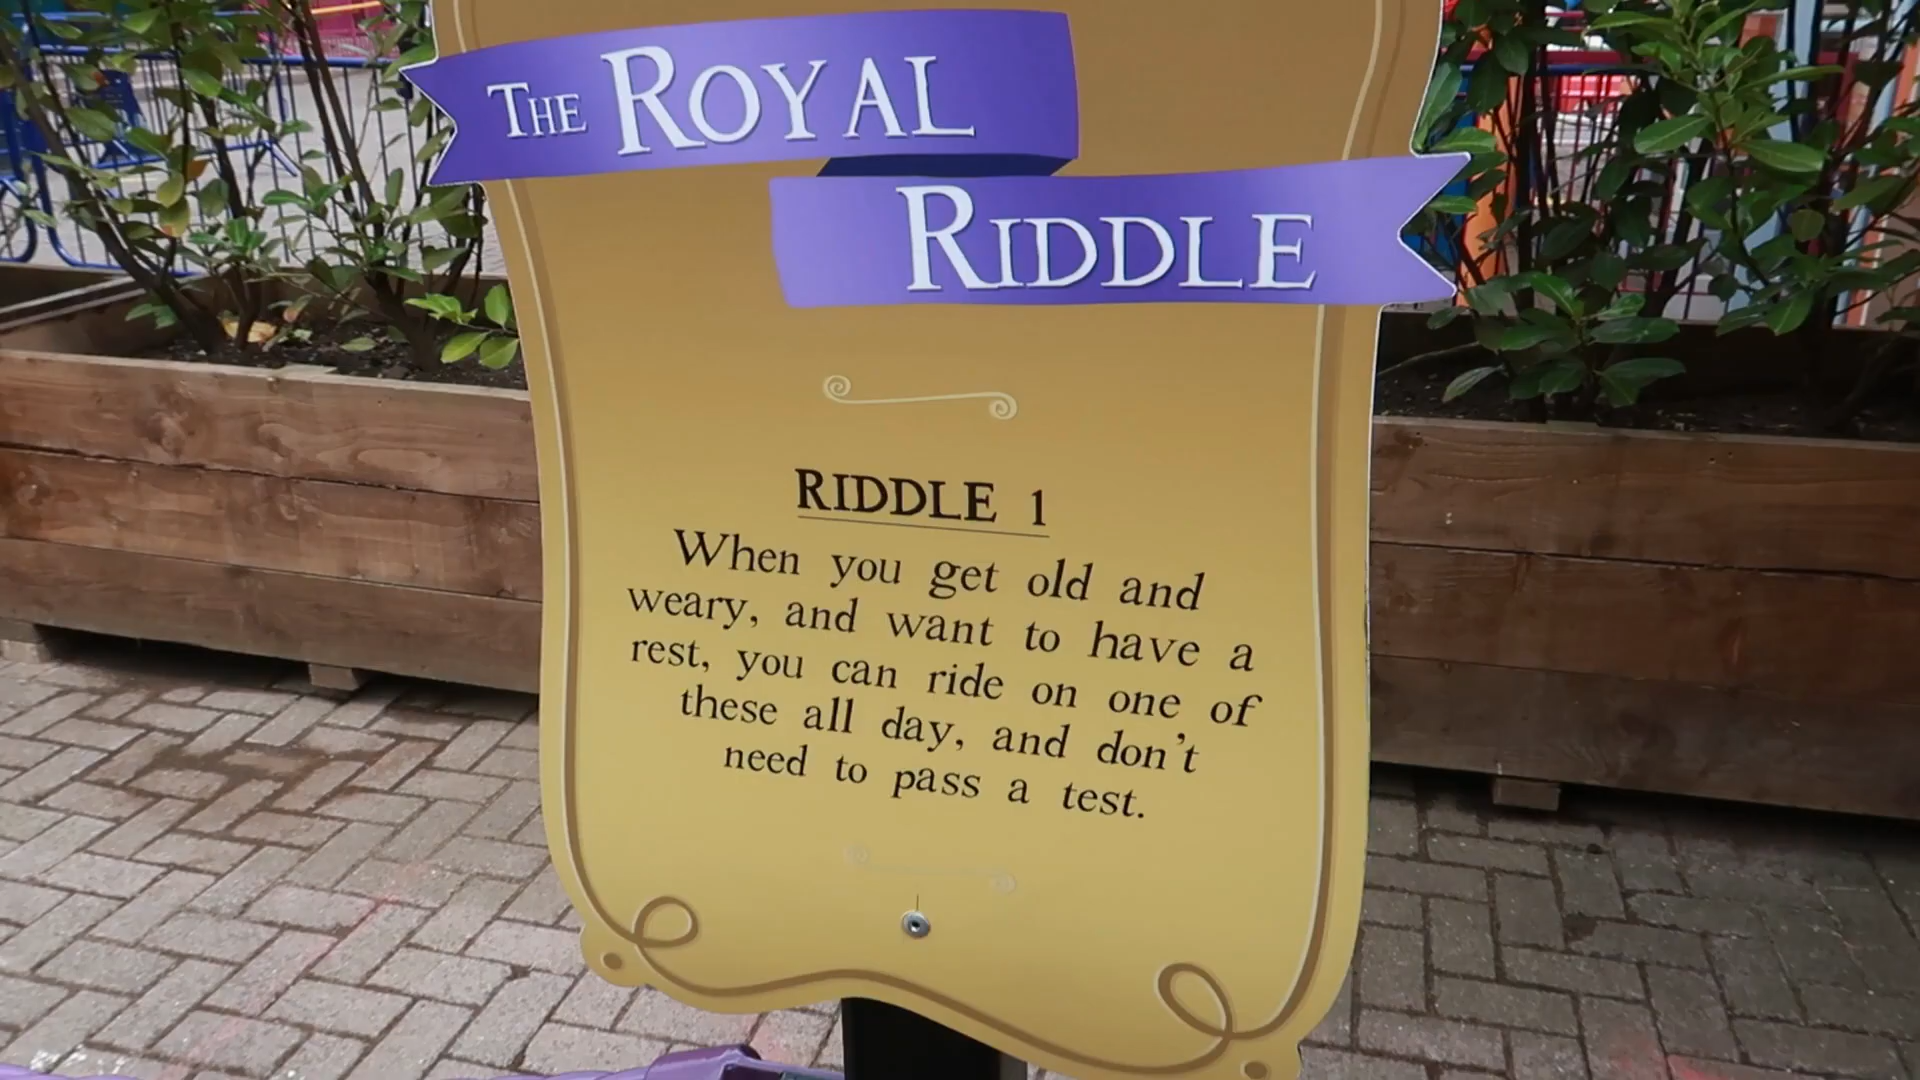 THE ROYAL
RIDDLE
RIDDLE 1
When you get old and
weary, and want to have a
rest, you can ride on one of
these all day, and don't
need to pass a test.